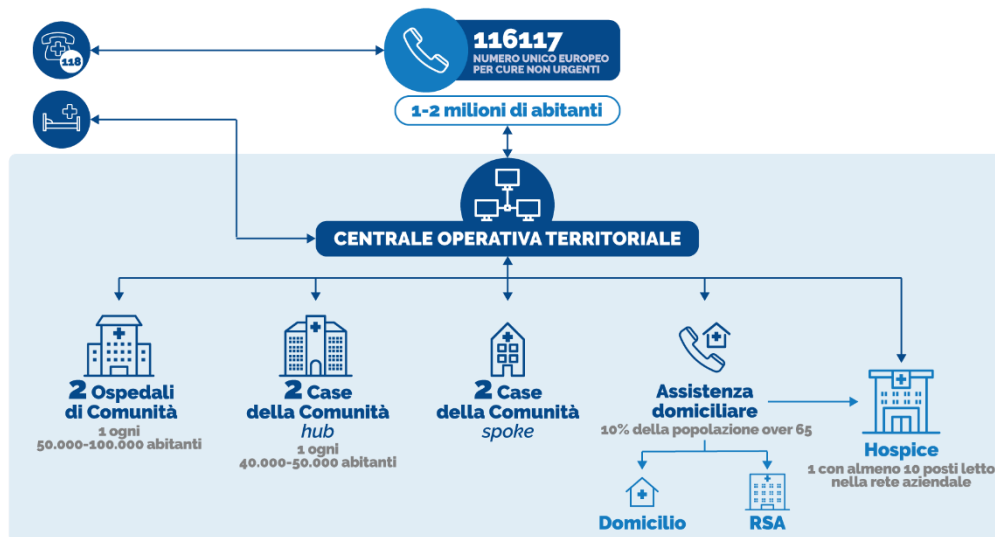 118
116117
NUMERO UNICO EUROPEO
PER CURE NON URGENTI
1-2 milioni di abitanti
CENTRALE OPERATIVA TERRITORIALE
2 Ospedali
di Comunità
1 ogni
50.000-100.000 abitanti
2 Case
della Comunità
hub
1 ogni
40.000-50.000 abitanti
2 Case
della Comunità
spoke
Assistenza
domiciliare
10% della popolazione over 65
Hospice
1 con almeno 10 posti letto
nella rete aziendale
Domicilio
RSA